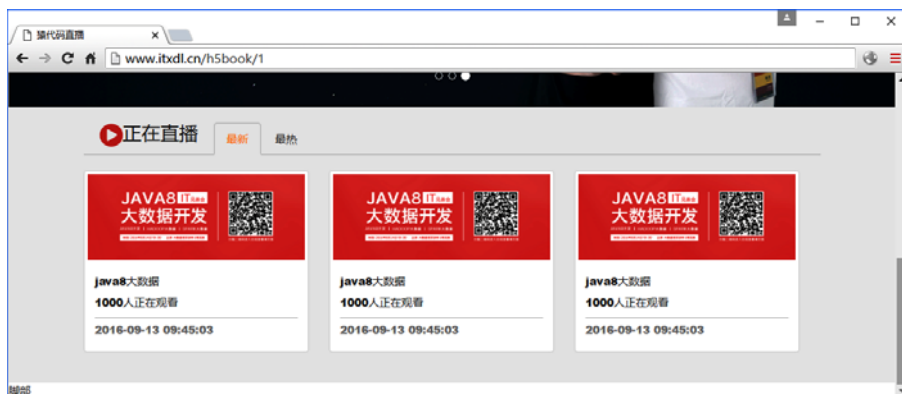 猿代码直播
www.itxdl.cn/h5book/1
正在直播 最新 最热
JAVA8 IT
大数据开发
JAVA8 IT
大数据开发
JAVA8 IT
大数据开发
java8大数据
1000人正在观看
2016-09-13 09:45:03
java8大数据
1000人正在观看
2016-09-13 09:45:03
java8大数据
1000人正在观看
2016-09-13 09:45:03
脚部